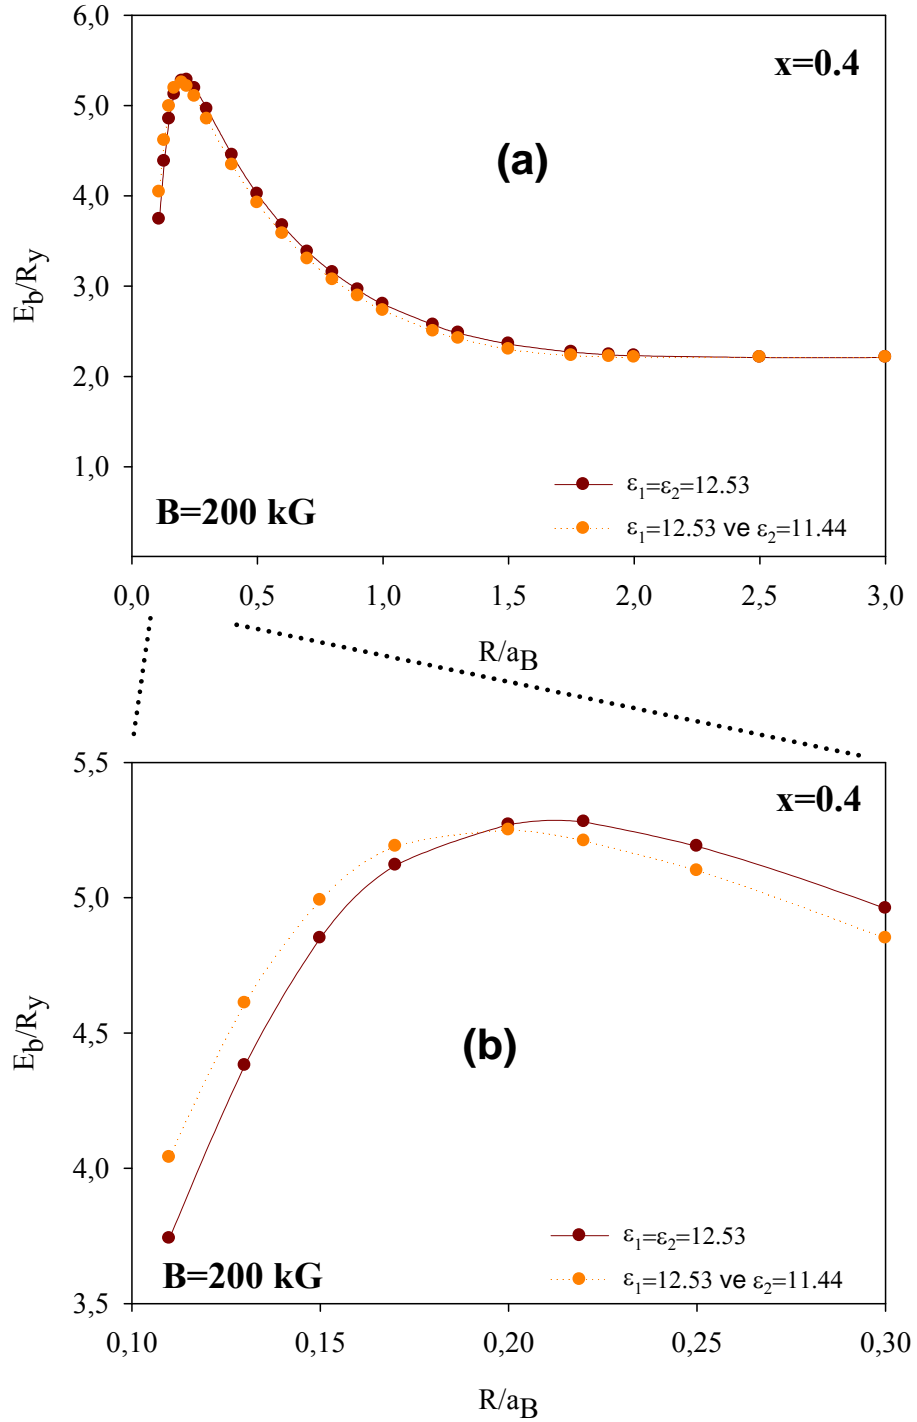 6,0
x=0.4
5,0
(a)
4,0
E_b/R_y
3,0
2,0
ε₁=ε₂=12.53
1,0
B=200 kG
ε₁=12.53 ve ε₂=11.44
0,0 0,5 1,0 1,5 2,0 2,5 3,0
R/a_B
5,5
x=0.4
5,0
E_b/R_y
4,5
(b)
4,0
ε₁=ε₂=12.53
B=200 kG
ε₁=12.53 ve ε₂=11.44
3,5
0,10 0,15 0,20 0,25 0,30
R/a_B